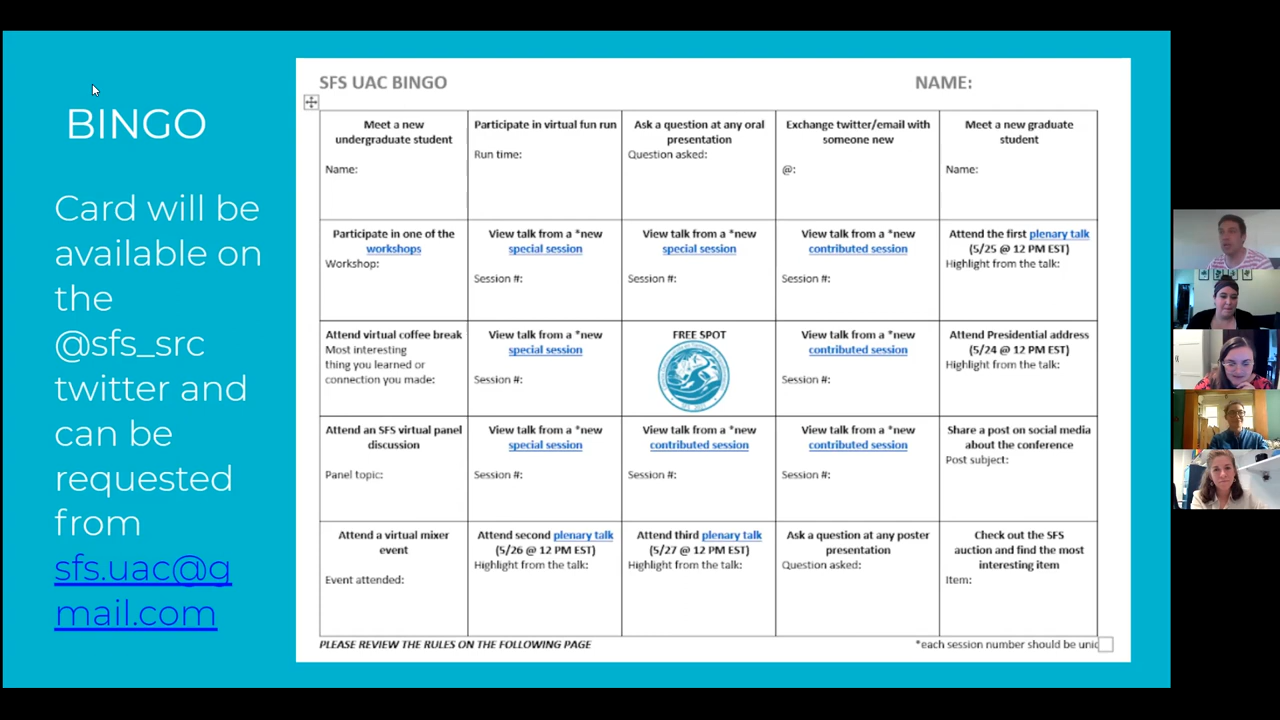 BINGO
Card will be
available on
the
@sfs_src
twitter and
can be
requested
from
sfs.uac@g
mail.com
SFS UAC BINGO
NAME:
Meet a new
undergraduate student
Name:
Participate in virtual fun run
Run time:
Ask a question at any oral
presentation
Question asked:
Exchange twitter/email with
someone new
@:
Meet a new graduate
student
Name:
Participate in one of the
workshops
Workshop:
View talk from a *new
special session
Session #:
View talk from a *new
special session
Session #:
View talk from a *new
contributed session
Session #:
Attend the first plenary talk
(5/25 @ 12 PM EST)
Highlight from the talk:
Attend virtual coffee break
Most interesting
thing you learned or
connection you made:
View talk from a *new
special session
Session #:
FREE SPOT
View talk from a *new
contributed session
Session #:
Attend Presidential address
(5/24 @ 12 PM EST)
Highlight from the talk:
Attend an SFS virtual panel
discussion
Panel topic:
View talk from a *new
special session
Session #:
View talk from a *new
contributed session
Session #:
View talk from a *new
contributed session
Session #:
Share a post on social media
about the conference
Post subject:
Attend a virtual mixer
event
Event attended:
Attend second plenary talk
(5/26 @ 12 PM EST)
Highlight from the talk:
Attend third plenary talk
(5/27 @ 12 PM EST)
Highlight from the talk:
Ask a question at any poster
presentation
Question asked:
Check out the SFS
auction and find the most
interesting item
Item:
PLEASE REVIEW THE RULES ON THE FOLLOWING PAGE
*each session number should be